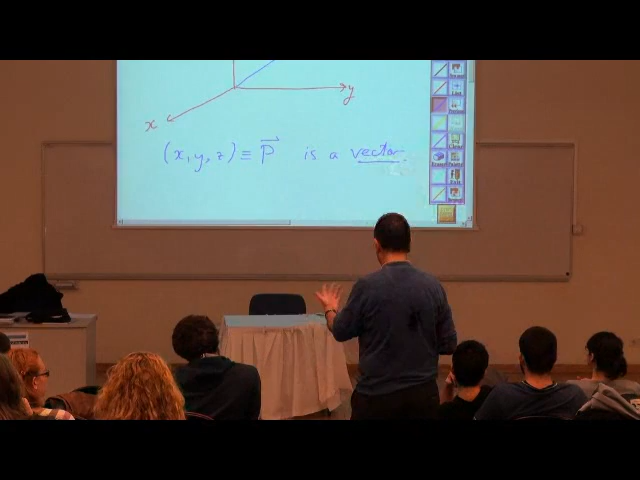 y
x
(x, y, z) ≡ P⃗ is a vector.